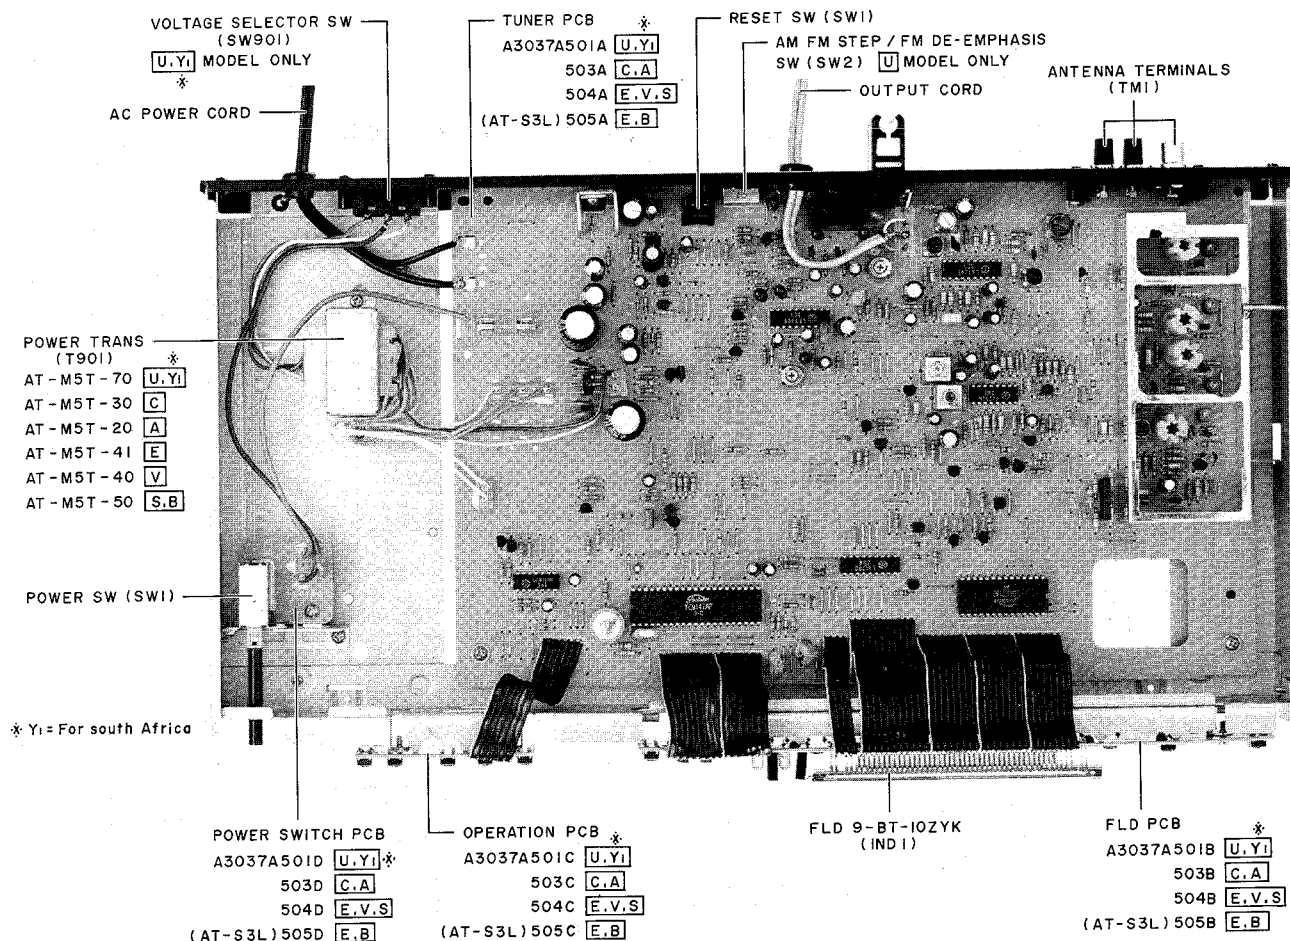 VOLTAGE SELECTOR SW
(SW901)
U.Y1 MODEL ONLY
※
AC POWER CORD
TUNER PCB ※
A3037A501A U.Y1
503A C.A
504A E.V.S
(AT-S3L) 505A E.B
RESET SW (SW1)
AM FM STEP / FM DE-EMPHASIS
SW (SW2) U MODEL ONLY
OUTPUT CORD
ANTENNA TERMINALS
(TM1)
POWER TRANS
(T901) ※
AT-M5T-70 U.Y1
AT-M5T-30 C
AT-M5T-20 A
AT-M5T-41 E
AT-M5T-40 V
AT-M5T-50 S.B
POWER SW (SW1)
※ Y1 = For south Africa
POWER SWITCH PCB
A3037A501D U.Y1 ※
503D C.A
504D E.V.S
(AT-S3L) 505D E.B
OPERATION PCB ※
A3037A501C U.Y1
503C C.A
504C E.V.S
(AT-S3L) 505C E.B
FLD 9-BT-10ZYK
(IND1)
FLD PCB ※
A3037A501B U.Y1
503B C.A
504B E.V.S
(AT-S3L) 505B E.B